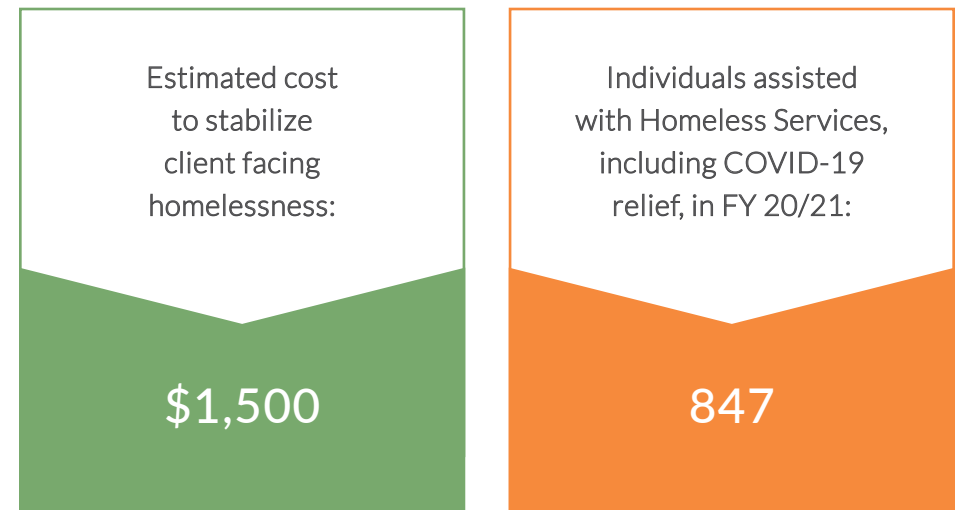 Estimated cost
to stabilize
client facing
homelessness:
$1,500
Individuals assisted
with Homeless Services,
including COVID-19
relief, in FY 20/21:
847